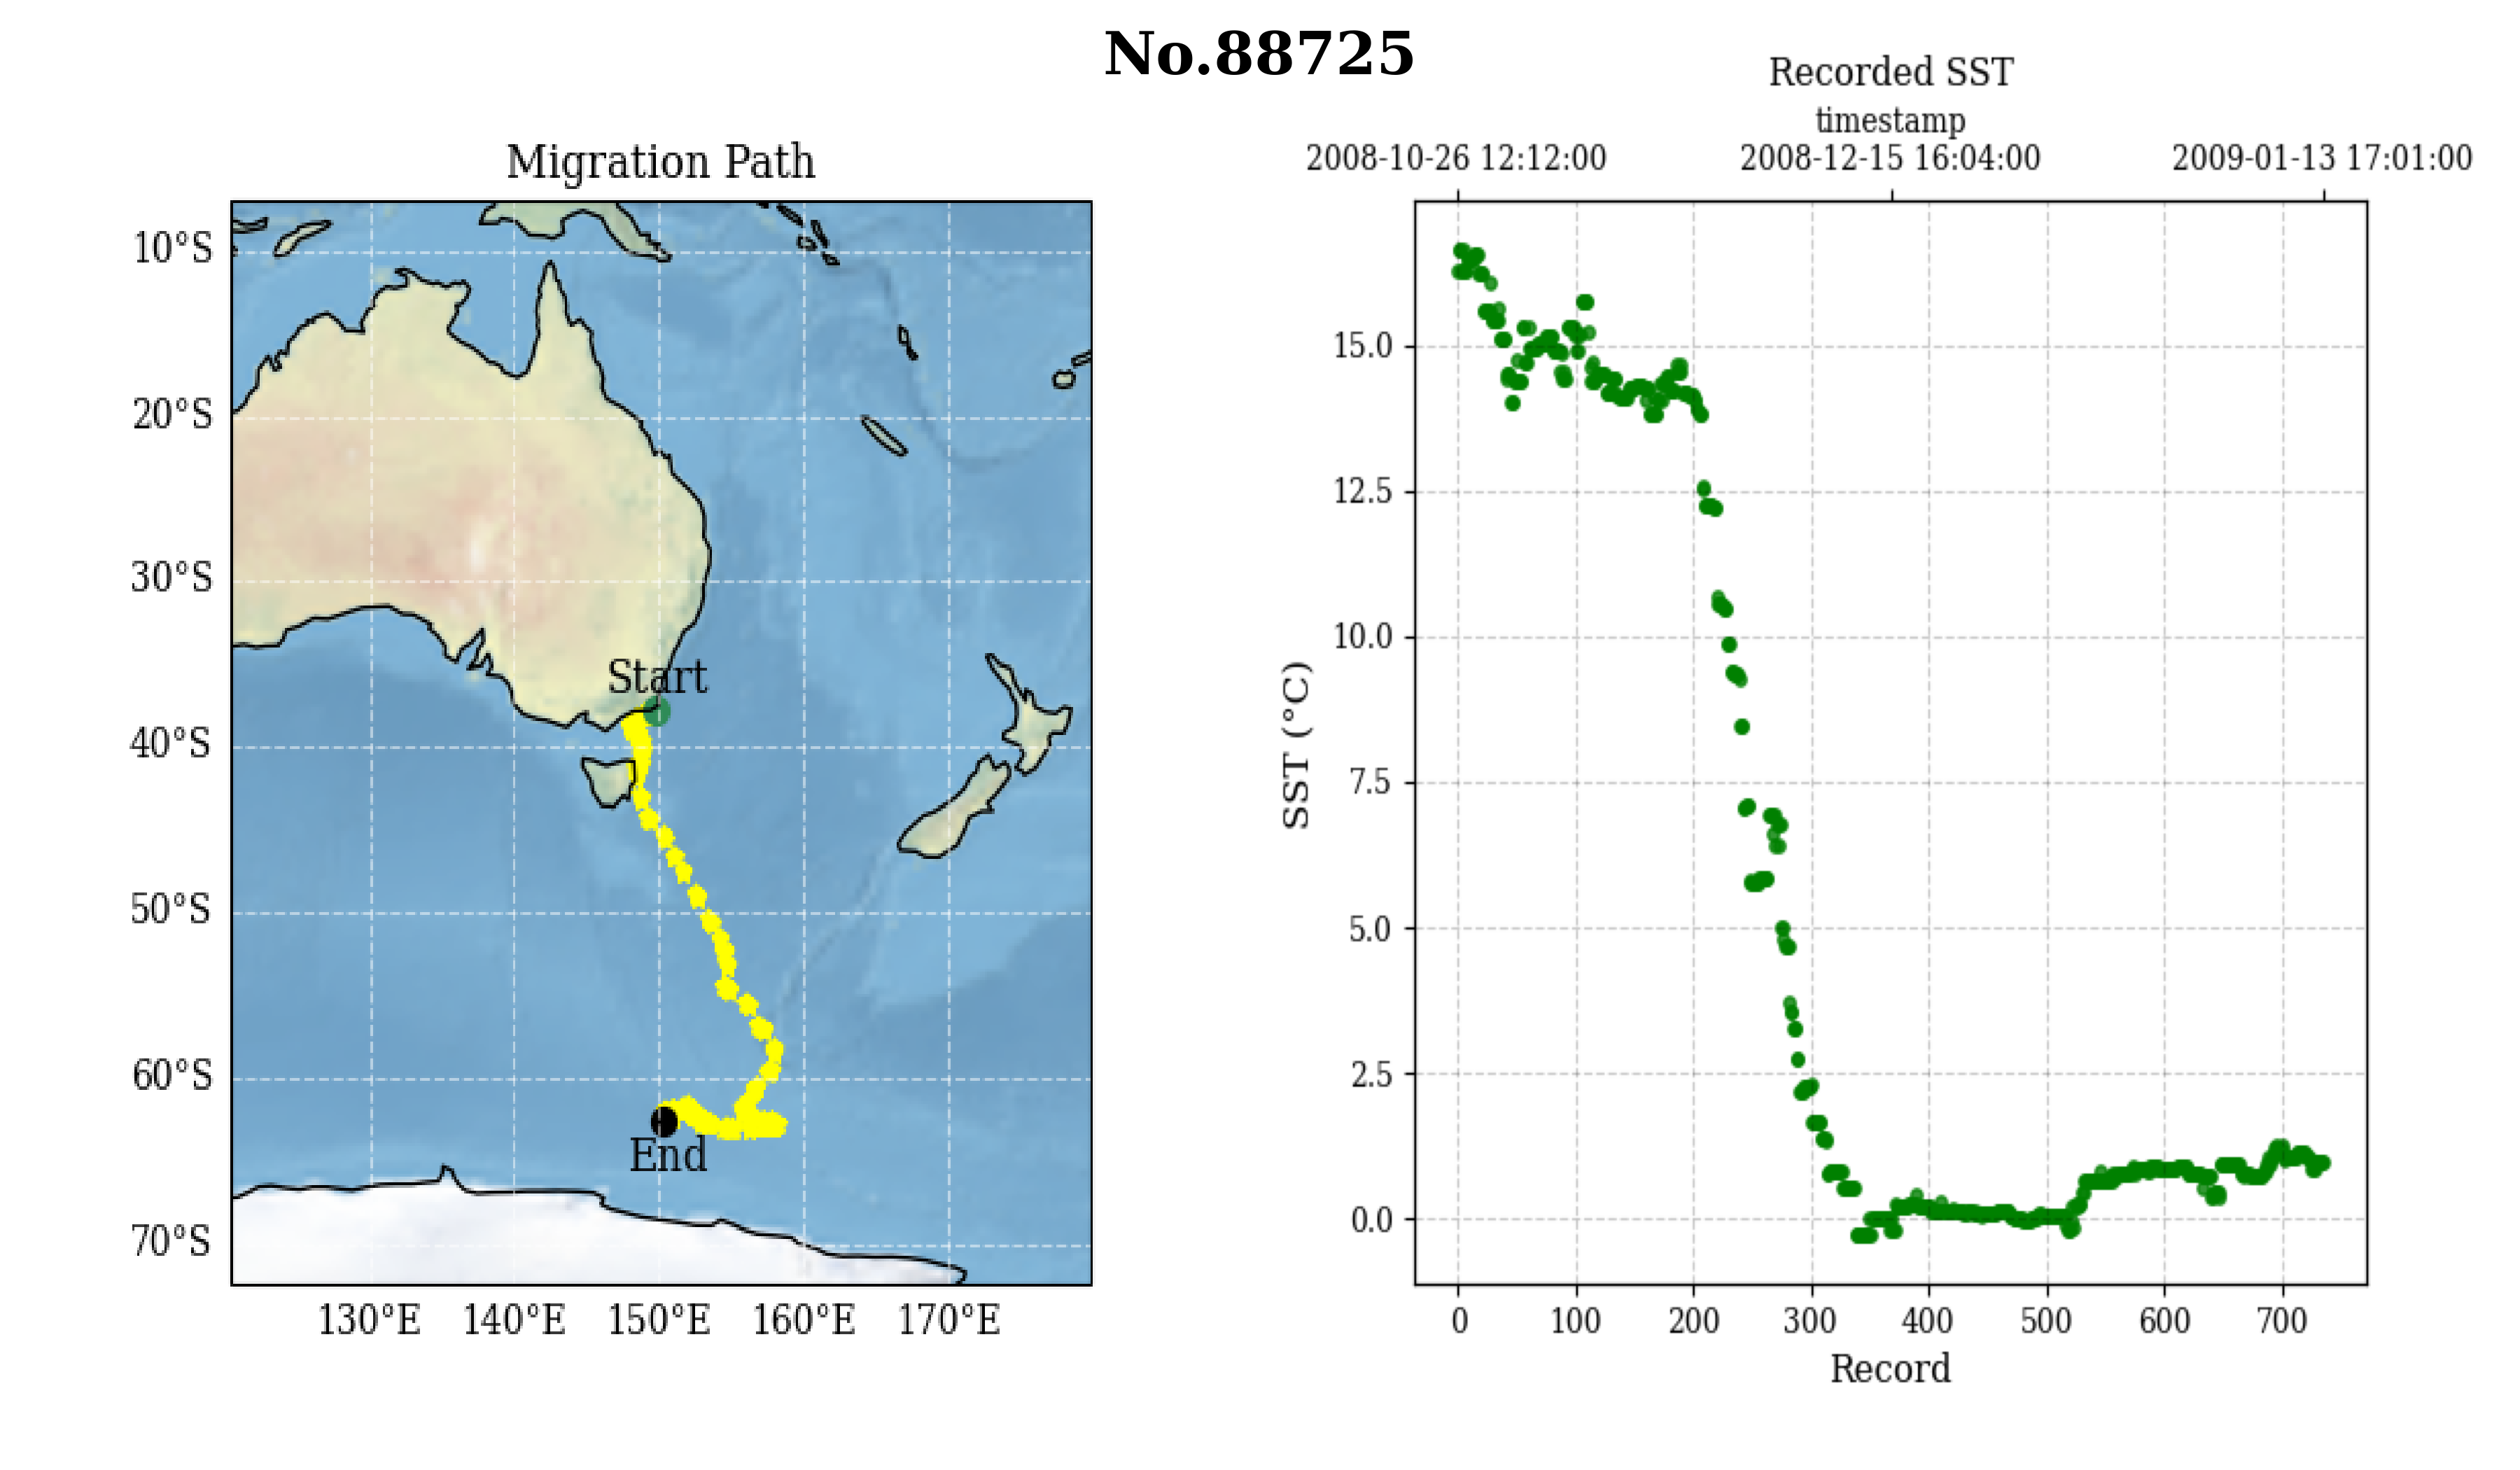 No.88725
Migration Path
10°S
20°S
30°S
40°S
50°S
60°S
70°S
130°E 140°E 150°E 160°E 170°E
Start
End
Recorded SST
timestamp
2008-10-26 12:12:00 2008-12-15 16:04:00 2009-01-13 17:01:00
SST (°C)
15.0
12.5
10.0
7.5
5.0
2.5
0.0
0 100 200 300 400 500 600 700
Record